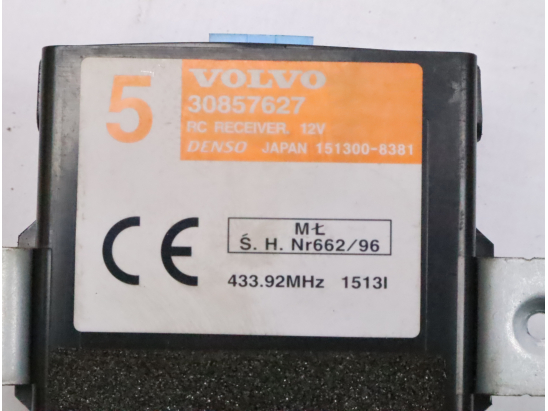 5
VOLVO
30857627
RC RECEIVER 12V
DENSO JAPAN 151300-8381
CE
MŁ
Ś. H. Nr662/96
433.92MHz 1513I